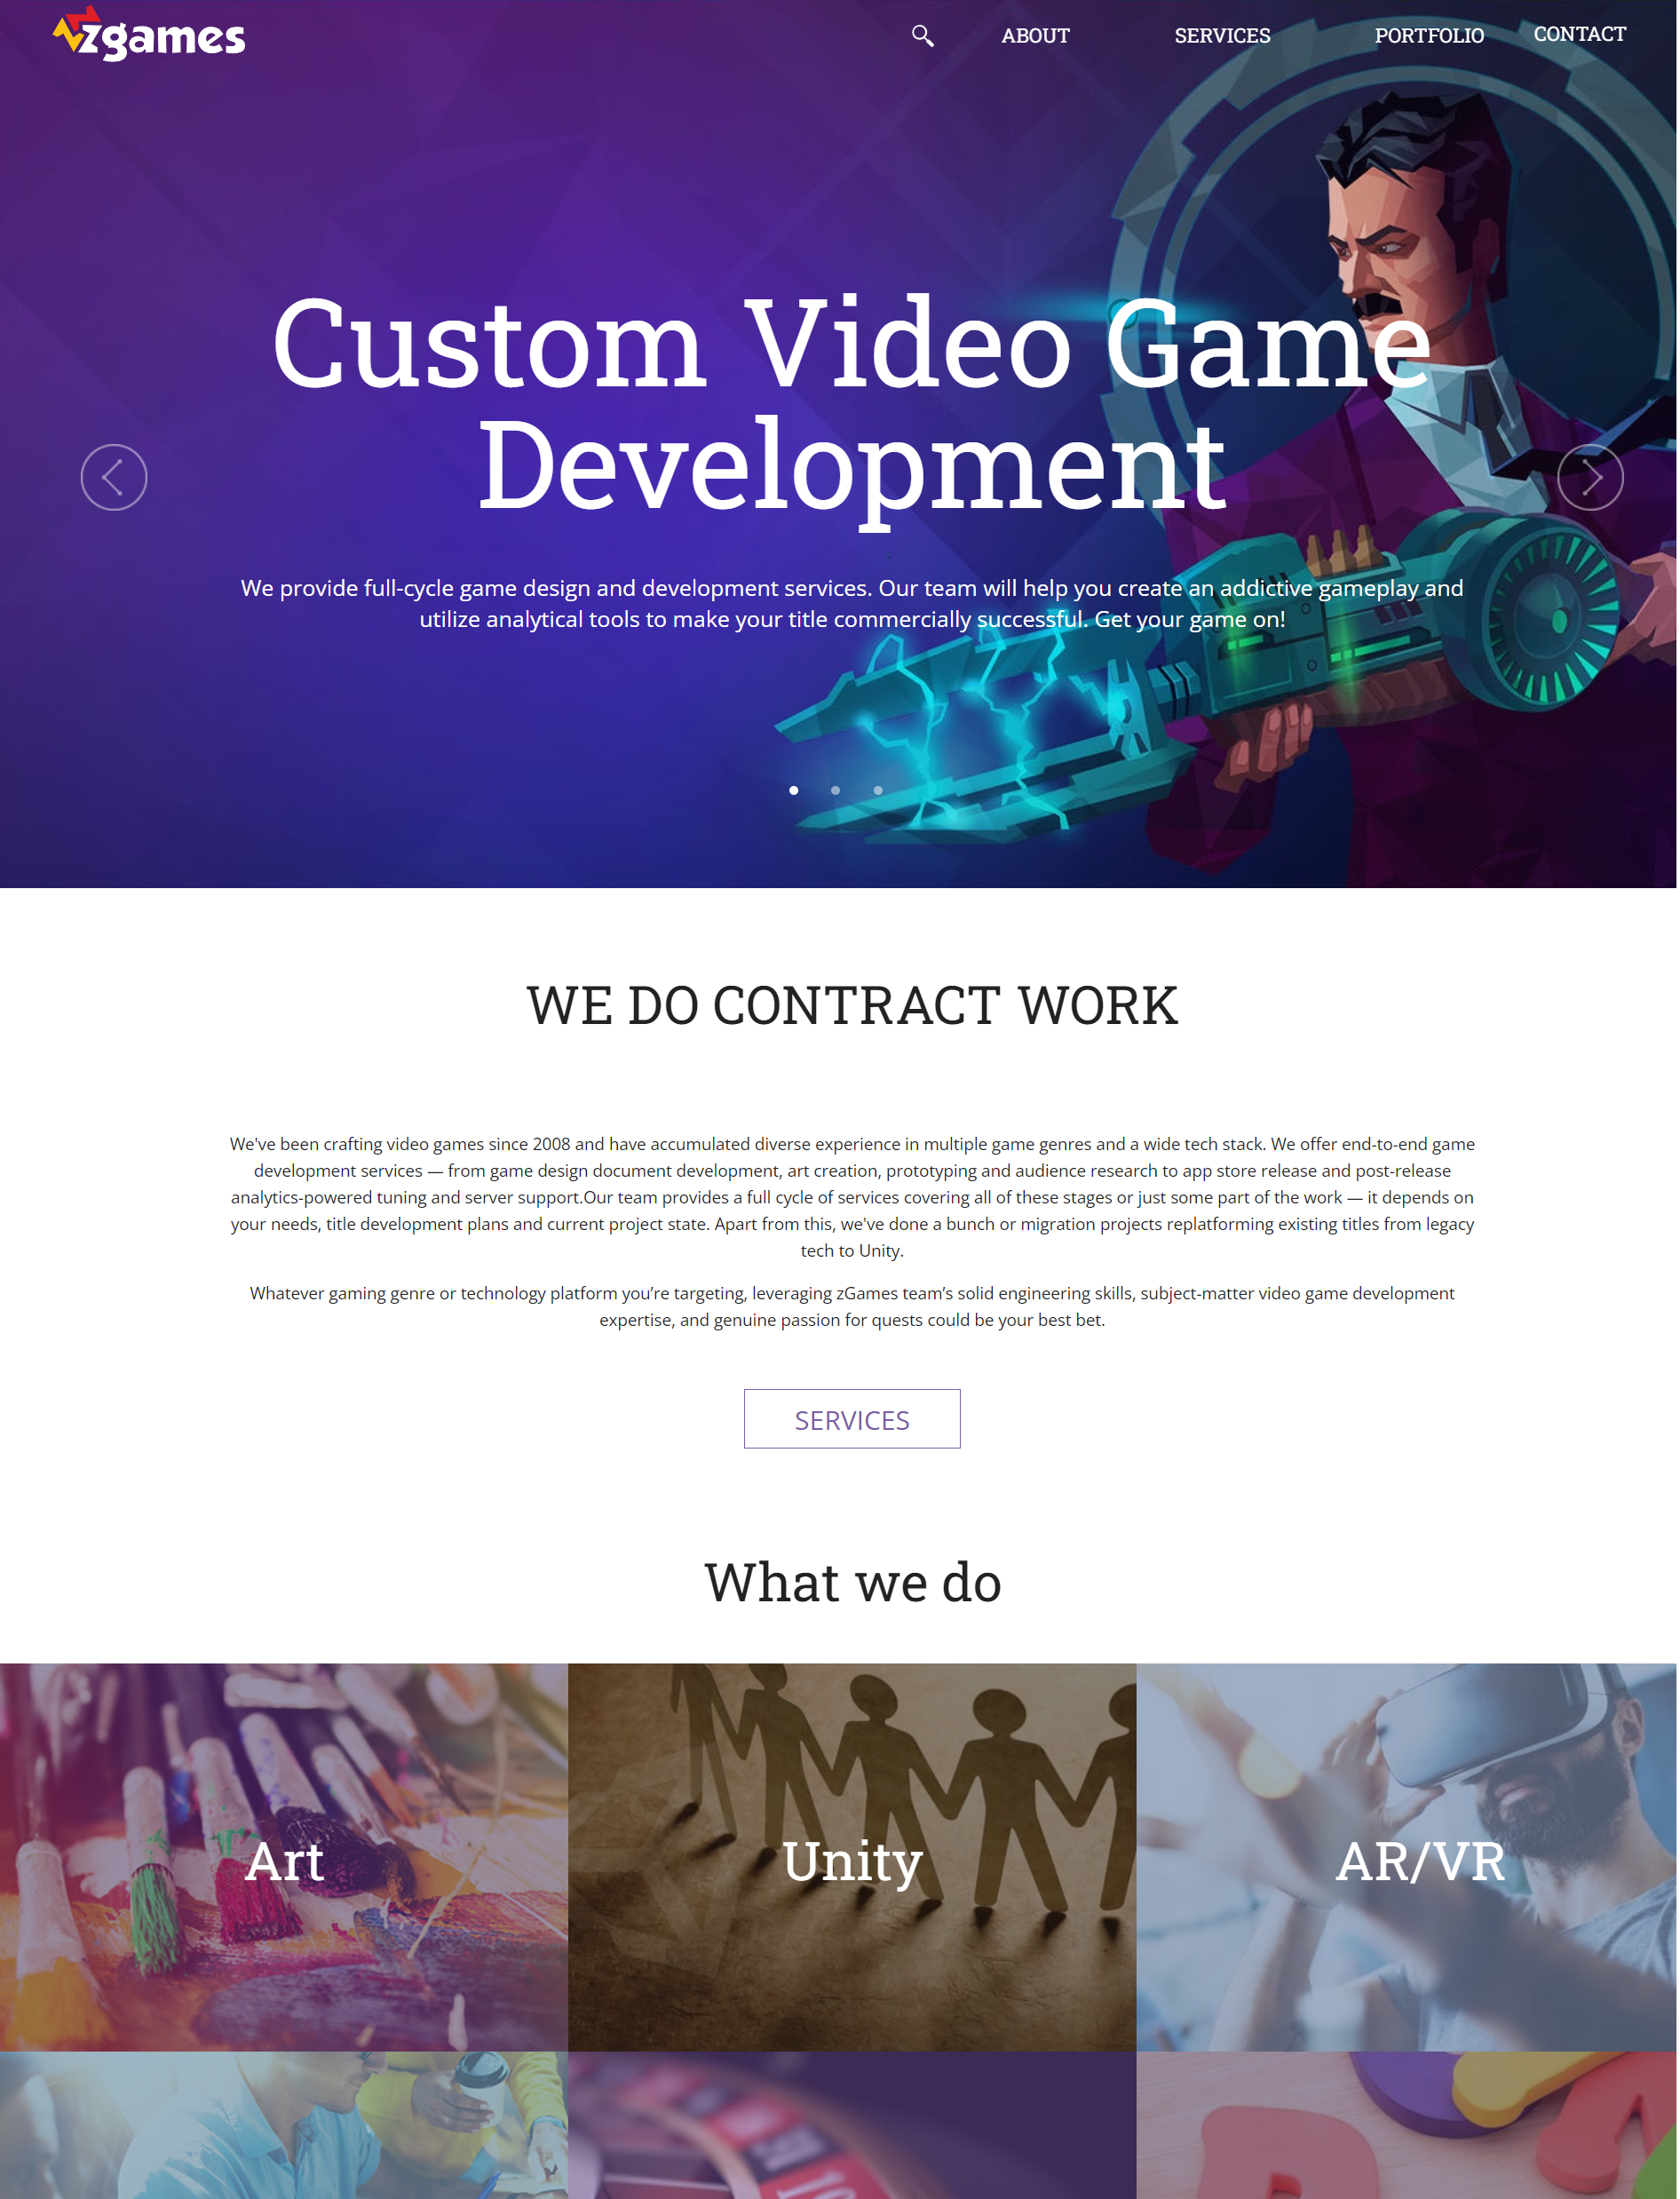 zgames
ABOUT
SERVICES
PORTFOLIO
CONTACT
Custom Video Game
Development
We provide full-cycle game design and development services. Our team will help you create an addictive gameplay and
utilize analytical tools to make your title commercially successful. Get your game on!
WE DO CONTRACT WORK
We've been crafting video games since 2008 and have accumulated diverse experience in multiple game genres and a wide tech stack. We offer end-to-end game
development services — from game design document development, art creation, prototyping and audience research to app store release and post-release
analytics-powered tuning and server support.Our team provides a full cycle of services covering all of these stages or just some part of the work — it depends on
your needs, title development plans and current project state. Apart from this, we've done a bunch or migration projects replatforming existing titles from legacy
tech to Unity.
Whatever gaming genre or technology platform you’re targeting, leveraging zGames team’s solid engineering skills, subject-matter video game development
expertise, and genuine passion for quests could be your best bet.
SERVICES
What we do
Art
Unity
AR/VR